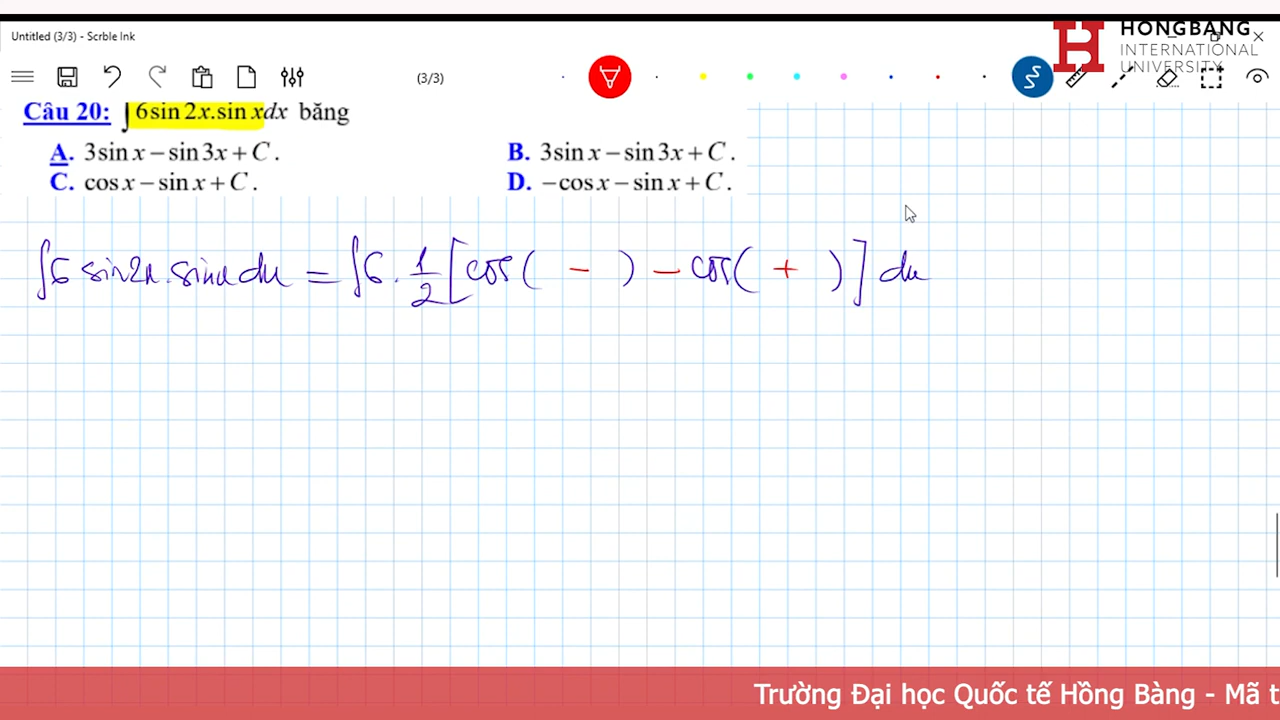 Untitled (3/3) - Scrble Ink
HONGBANG
INTERNATIONAL
UNIVERSITY
(3/3)
Câu 20: ∫6sin 2x.sin xdx bằng
A. 3sin x − sin 3x + C .
B. 3sin x − sin 3x + C .
C. cos x − sin x + C .
D. −cos x − sin x + C .
∫6 sin2x . sinx dx = ∫6 . 1/2 [cos( − ) − cos( + )] dx
Trường Đại học Quốc tế Hồng Bàng - Mã t